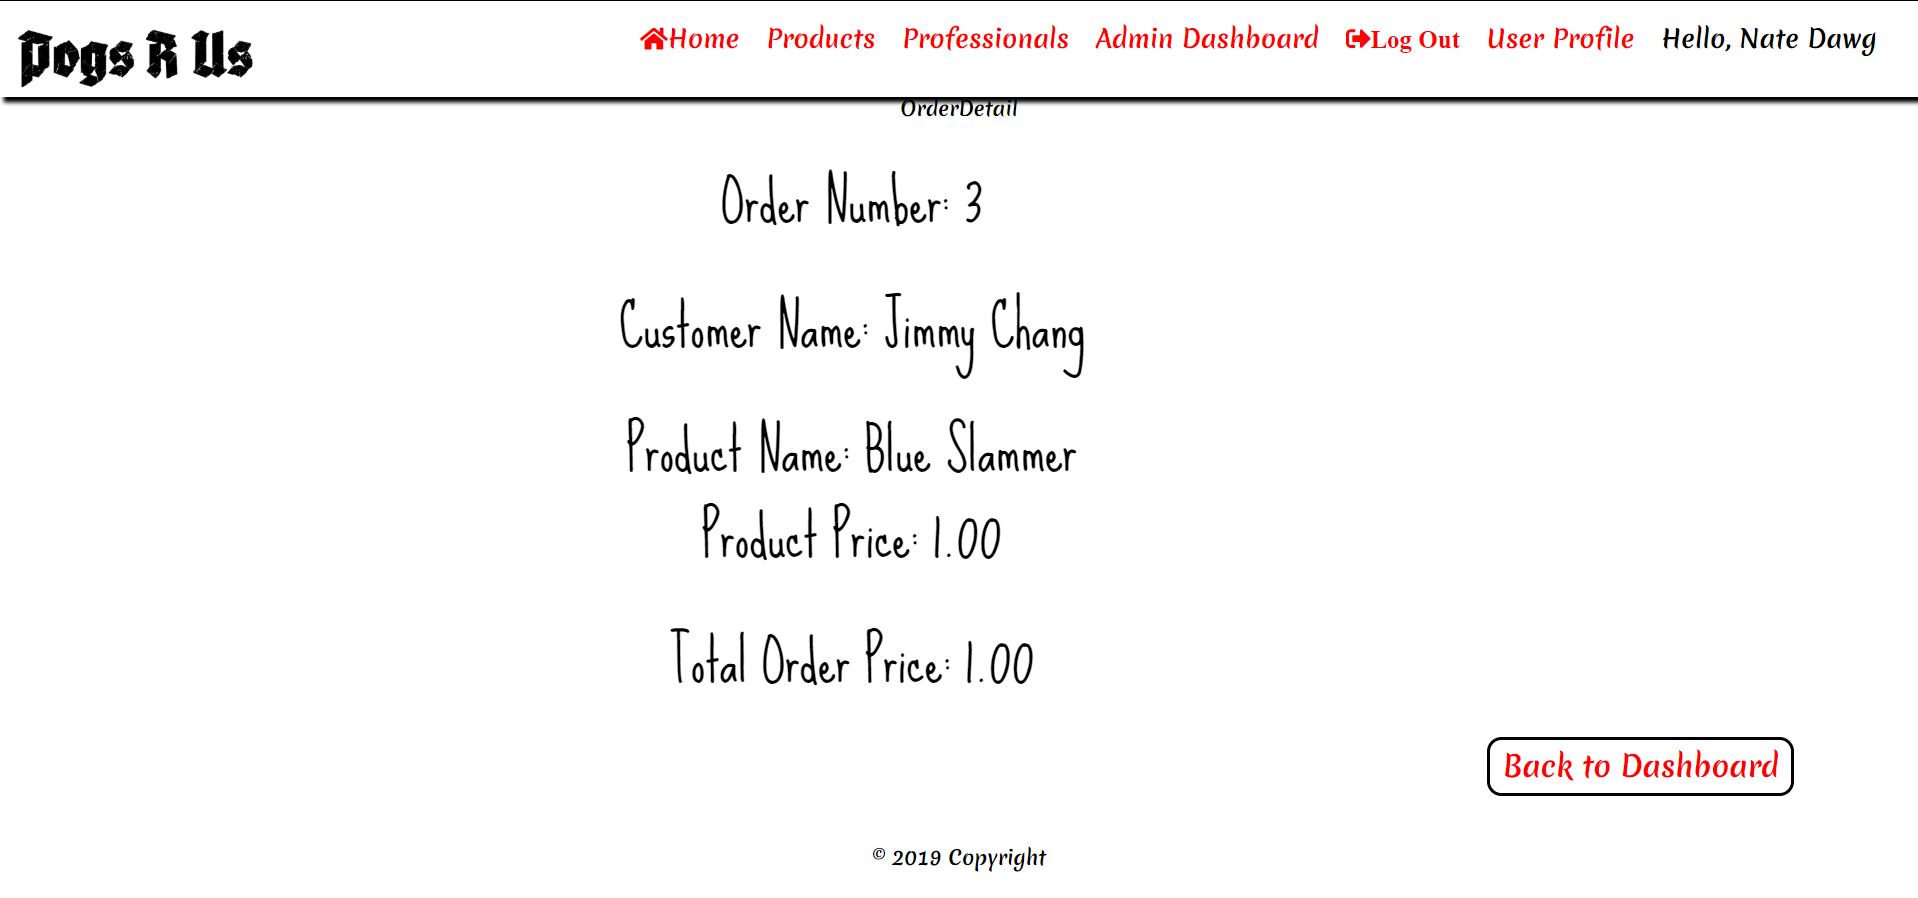 Pogs R Us
Home Products Professionals Admin Dashboard Log Out User Profile Hello, Nate Dawg
OrderDetail
Order Number: 3
Customer Name: Jimmy Chang
Product Name: Blue Slammer
Product Price: 1.00
Total Order Price: 1.00
Back to Dashboard
© 2019 Copyright